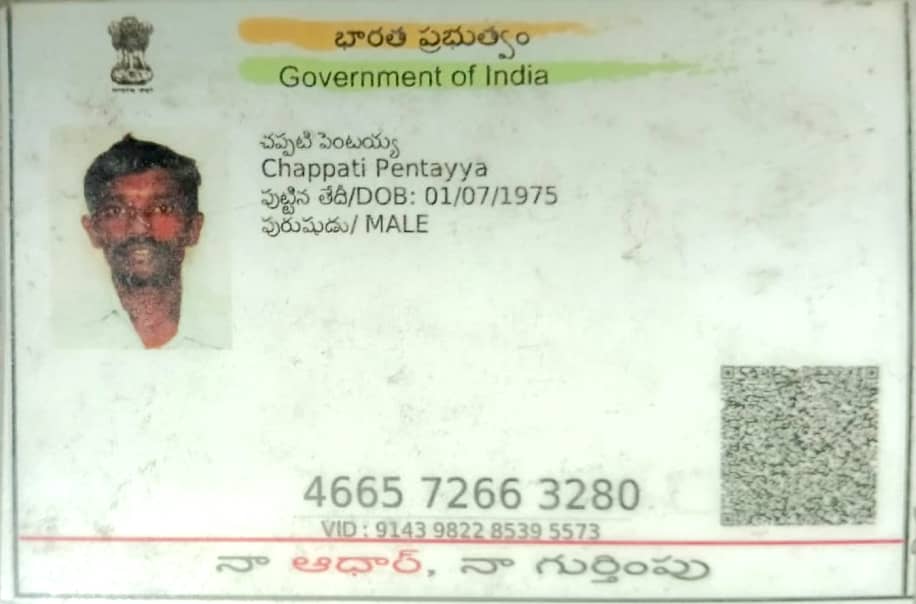 భారత ప్రభుత్వం
Government of India
చప్పటి పెంటయ్య
Chappati Pentayya
పుట్టిన తేదీ/DOB: 01/07/1975
పురుషుడు/ MALE
4665 7266 3280
VID : 9143 9822 8539 5573
నా ఆధార్, నా గుర్తింపు